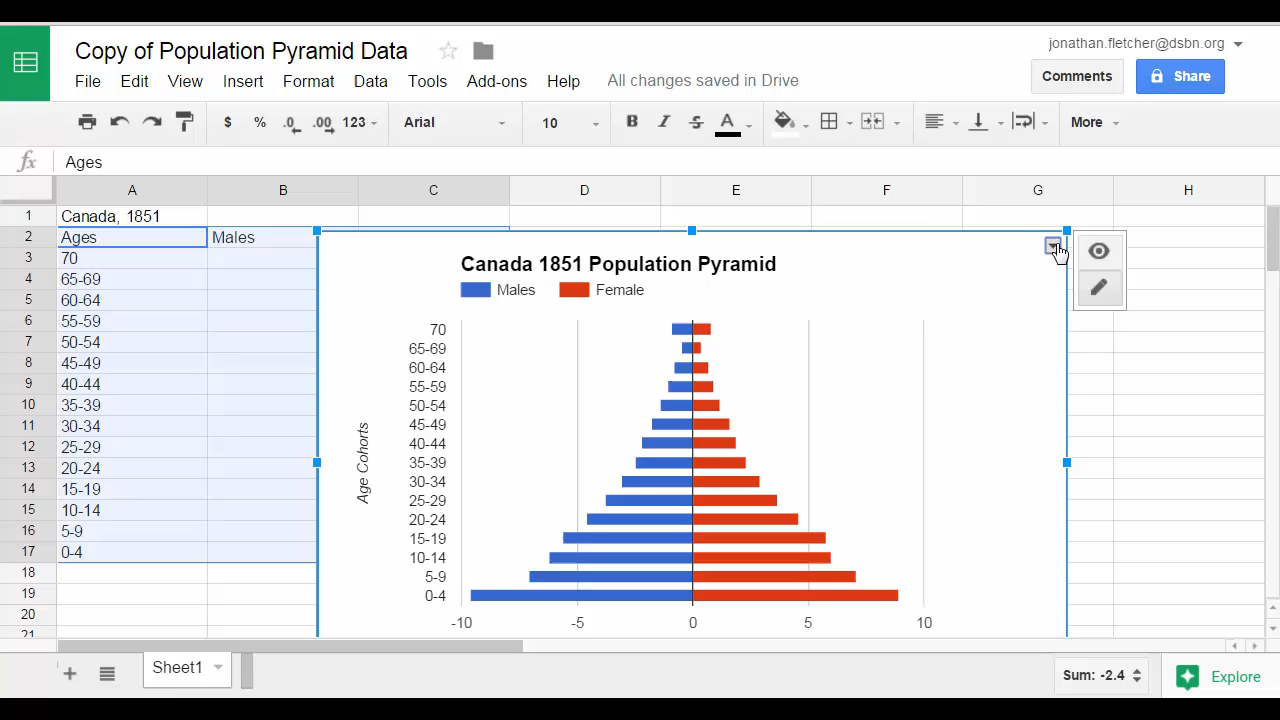 Copy of Population Pyramid Data
jonathan.fletcher@dsbn.org
File Edit View Insert Format Data Tools Add-ons Help All changes saved in Drive
Comments Share
$ % .0 .00 123 Arial 10 B I S A More
fx Ages
A B C D E F G H
1 Canada, 1851
2 Ages Males
3 70
4 65-69
5 60-64
6 55-59
7 50-54
8 45-49
9 40-44
10 35-39
11 30-34
12 25-29
13 20-24
14 15-19
15 10-14
16 5-9
17 0-4
18
19
20
21
Canada 1851 Population Pyramid
Males Female
Age Cohorts
70
65-69
60-64
55-59
50-54
45-49
40-44
35-39
30-34
25-29
20-24
15-19
10-14
5-9
0-4
-10 -5 0 5 10
Sheet1
Sum: -2.4
Explore